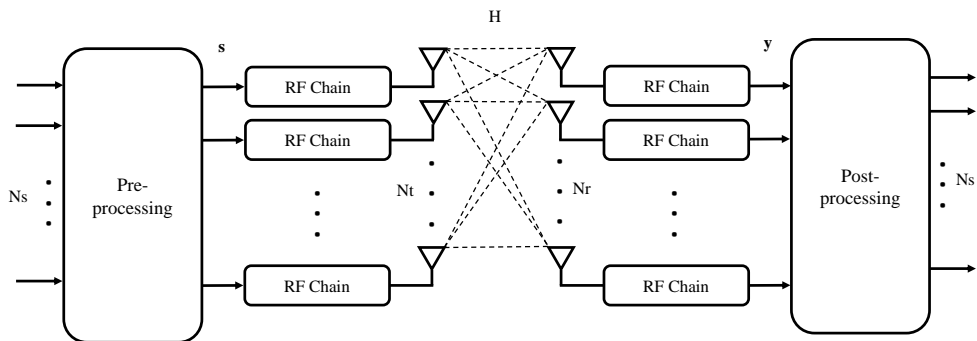 H
s
y
RF Chain
RF Chain
RF Chain
RF Chain
Ns
Pre-
processing
Nt
Nr
Post-
processing
Ns
RF Chain
RF Chain